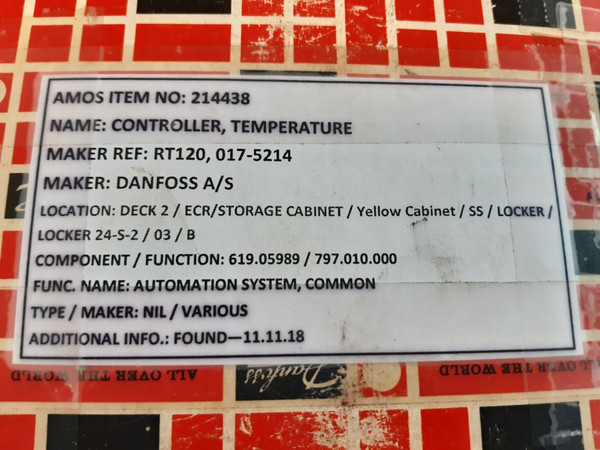 AMOS ITEM NO: 214438
NAME: CONTROLLER, TEMPERATURE
MAKER REF: RT120, 017-5214
MAKER: DANFOSS A/S
LOCATION: DECK 2 / ECR/STORAGE CABINET / Yellow Cabinet / SS / LOCKER /
LOCKER 24-S-2 / 03 / B
COMPONENT / FUNCTION: 619.05989 / 797.010.000
FUNC. NAME: AUTOMATION SYSTEM, COMMON
TYPE / MAKER: NIL / VARIOUS
ADDITIONAL INFO.: FOUND—11.11.18
ALL OVER THE WORLD
Danfoss
ALL OVER THE WORLD